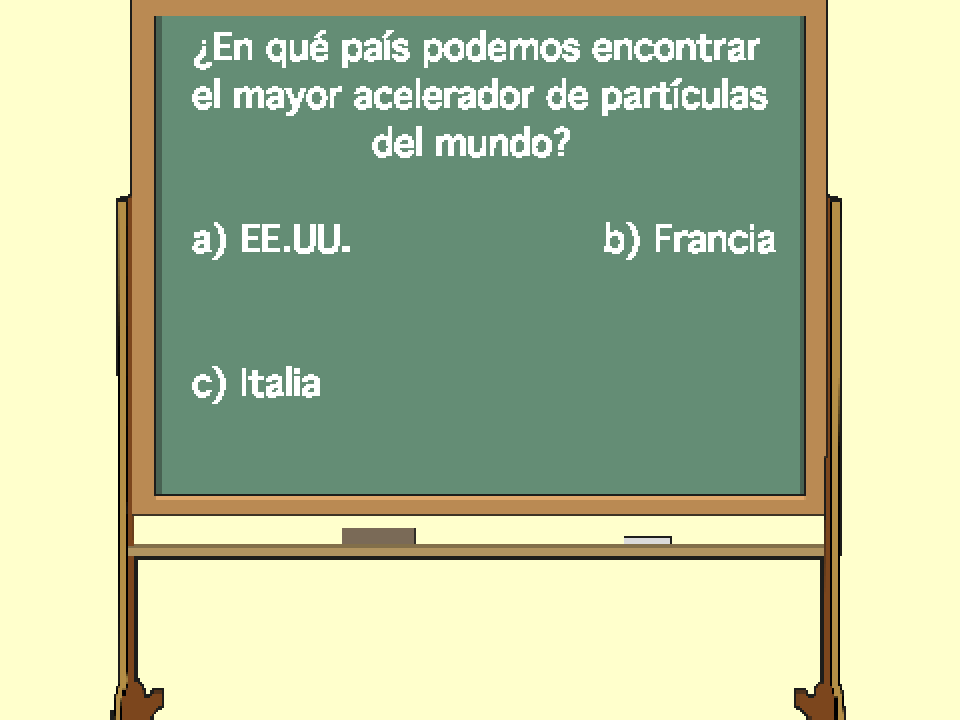 ¿En qué país podemos encontrar
el mayor acelerador de partículas
del mundo?
a) EE.UU. b) Francia
c) Italia